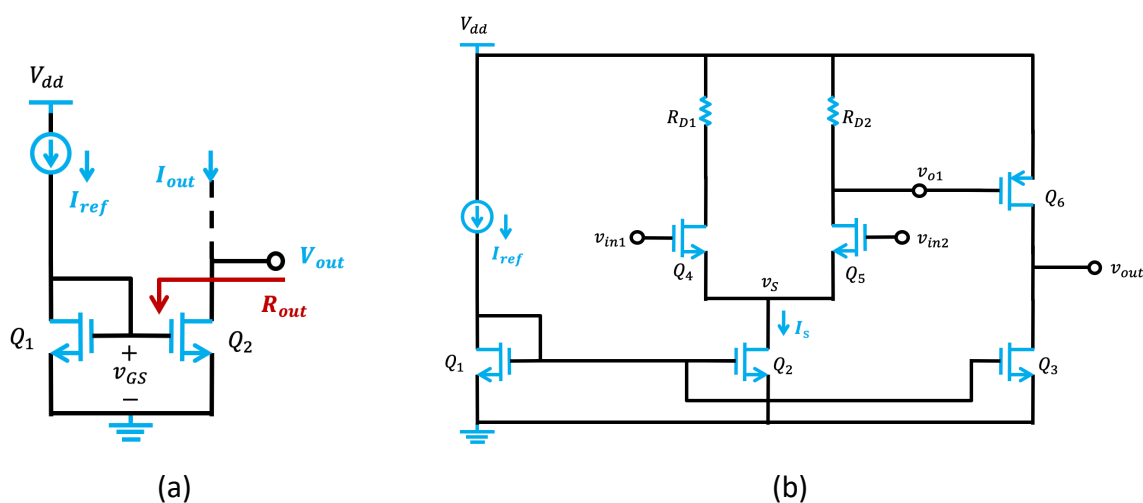 V_dd
I_ref
I_out
V_out
R_out
Q_1
+
v_GS
−
Q_2
(a)
V_dd
R_D1
R_D2
v_o1
Q_6
v_in1
v_in2
I_ref
Q_4
Q_5
v_S
v_out
I_s
Q_1
Q_2
Q_3
(b)